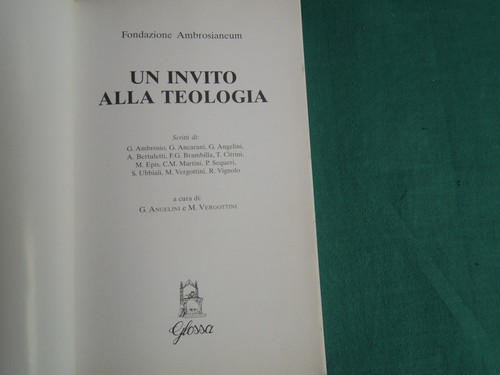 Fondazione Ambrosianeum
UN INVITO
ALLA TEOLOGIA
Scritti di:
G. Ambrosio, G. Ancarani, G. Angelini,
A. Bertuletti, F.G. Brambilla, T. Citrini,
M. Epis, C.M. Martini, P. Sequeri,
S. Ubbiali, M. Vergottini, R. Vignolo
a cura di:
G. ANGELINI E M. VERGOTTINI
Glossa